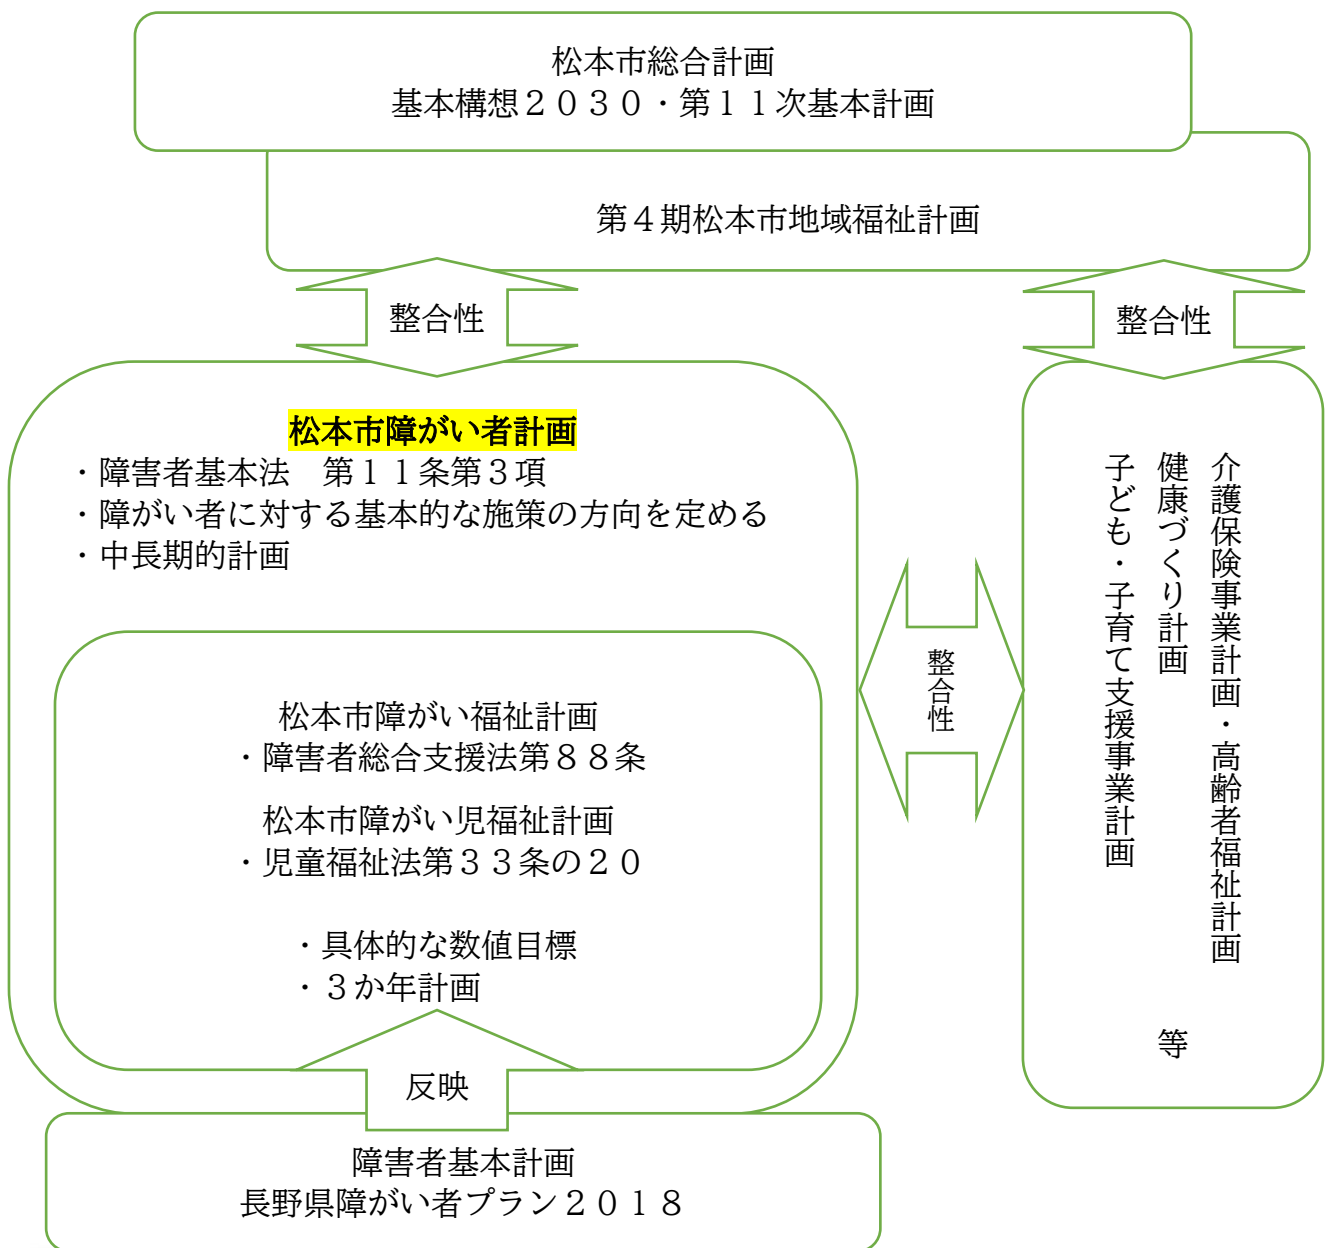 松本市総合計画
基本構想２０３０・第１１次基本計画
第４期松本市地域福祉計画
整合性
整合性
松本市障がい者計画
・障害者基本法　第１１条第３項
・障がい者に対する基本的な施策の方向を定める
・中長期的計画
松本市障がい福祉計画
・障害者総合支援法第８８条
松本市障がい児福祉計画
・児童福祉法第３３条の２０
・具体的な数値目標
・３か年計画
整合性
介護保険事業計画・高齢者福祉計画
健康づくり計画　　　　　　　　　等
子ども・子育て支援事業計画
反映
障害者基本計画
長野県障がい者プラン２０１８